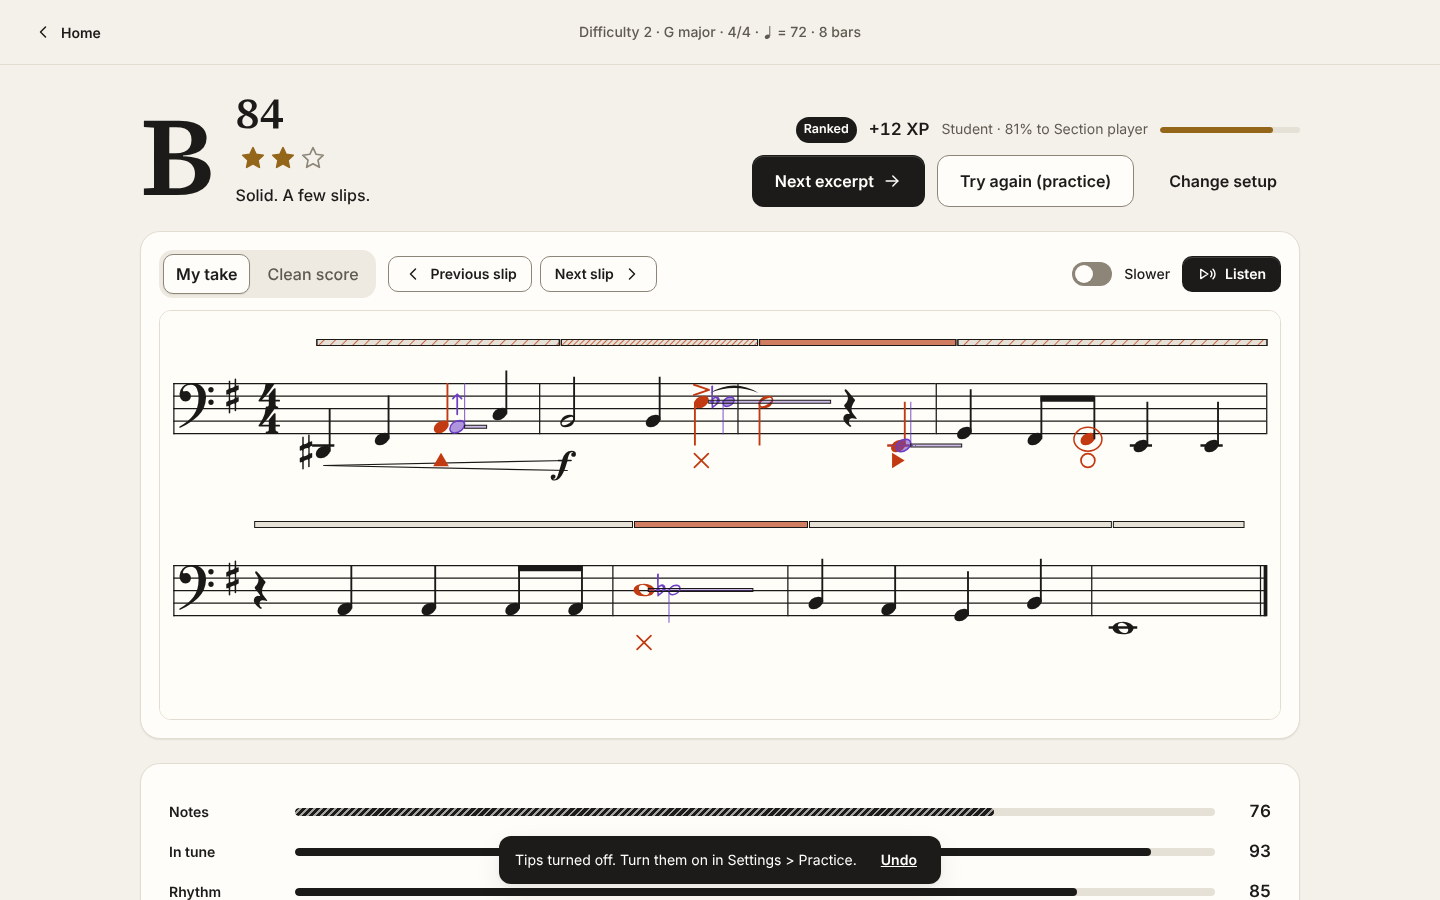 Home
Difficulty 2 · G major · 4/4 · ♩ = 72 · 8 bars
B
84
Solid. A few slips.
Ranked +12 XP Student · 81% to Section player
Next excerpt
Try again (practice)
Change setup
My take
Clean score
Previous slip
Next slip
Slower
Listen
4
4
f
Notes 76
In tune 93
Tips turned off. Turn them on in Settings > Practice. Undo
Rhythm 85